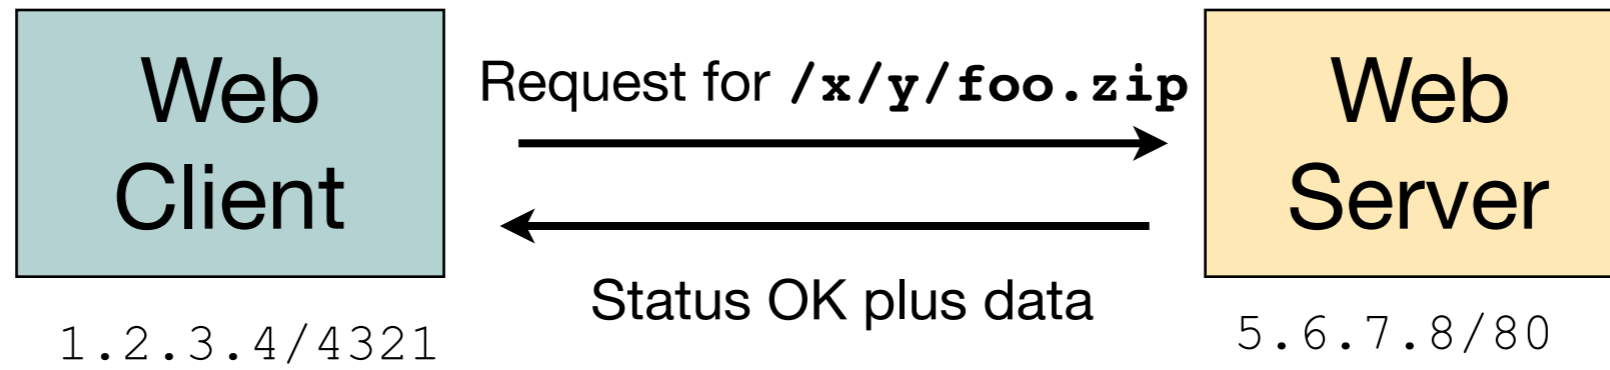 Web
Client
Request for /x/y/foo.zip
Status OK plus data
Web
Server
1.2.3.4/4321
5.6.7.8/80